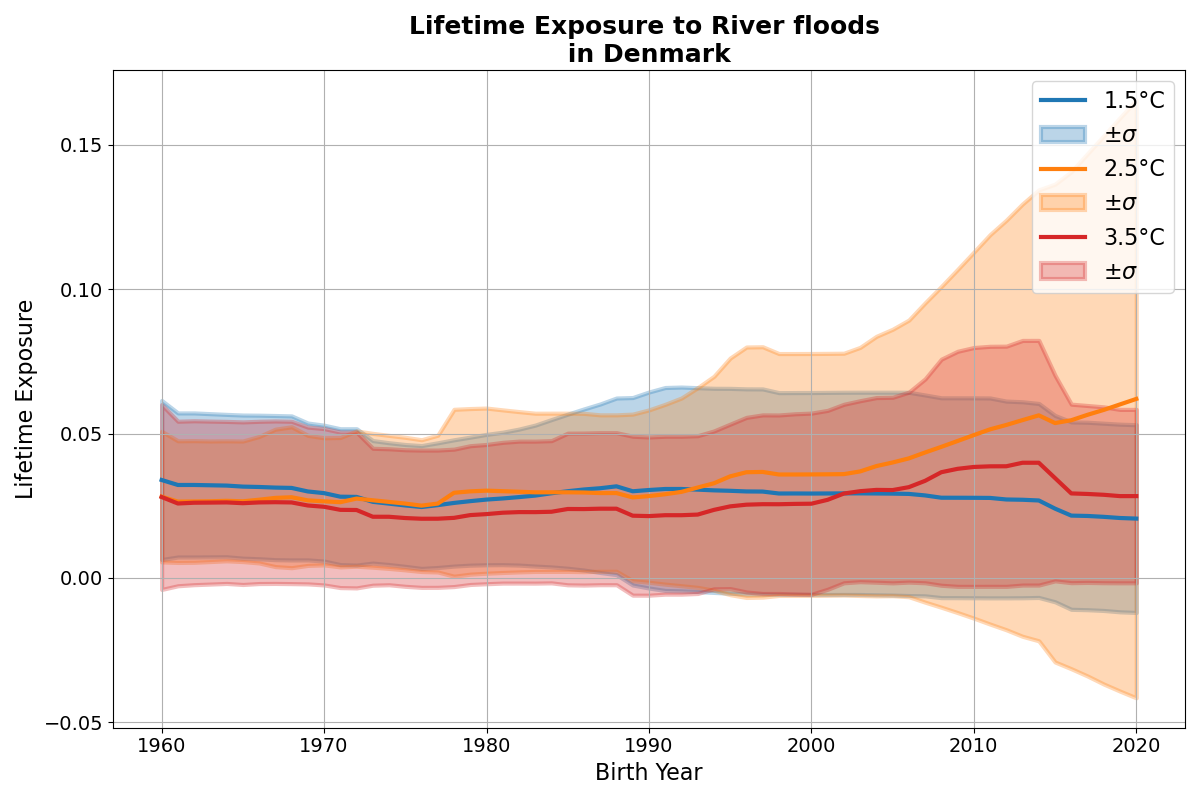 Lifetime Exposure to River floods
in Denmark
Lifetime Exposure
0.15
0.10
0.05
0.00
−0.05
1960
1970
1980
1990
2000
2010
2020
Birth Year
1.5°C
±σ
2.5°C
±σ
3.5°C
±σ